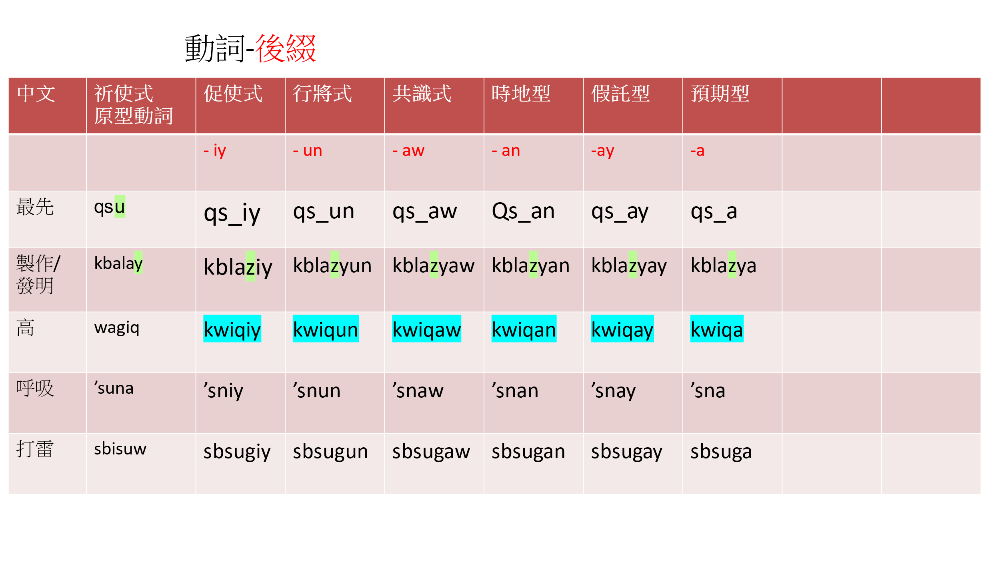 動詞-後綴
中文 祈使式 促使式 行將式 共識式 時地型 假託型 預期型
原型動詞
- iy - un - aw - an -ay -a
最先 qsu qs_iy qs_un qs_aw Qs_an qs_ay qs_a
製作/ kbalay kblaziy kblazyun kblazyaw kblazyan kblazyay kblazya
發明
高 wagiq kwiqiy kwiqun kwiqaw kwiqan kwiqay kwiqa
呼吸 ’suna ’sniy ’snun ’snaw ’snan ’snay ’sna
打雷 sbisuw sbsugiy sbsugun sbsugaw sbsugan sbsugay sbsuga